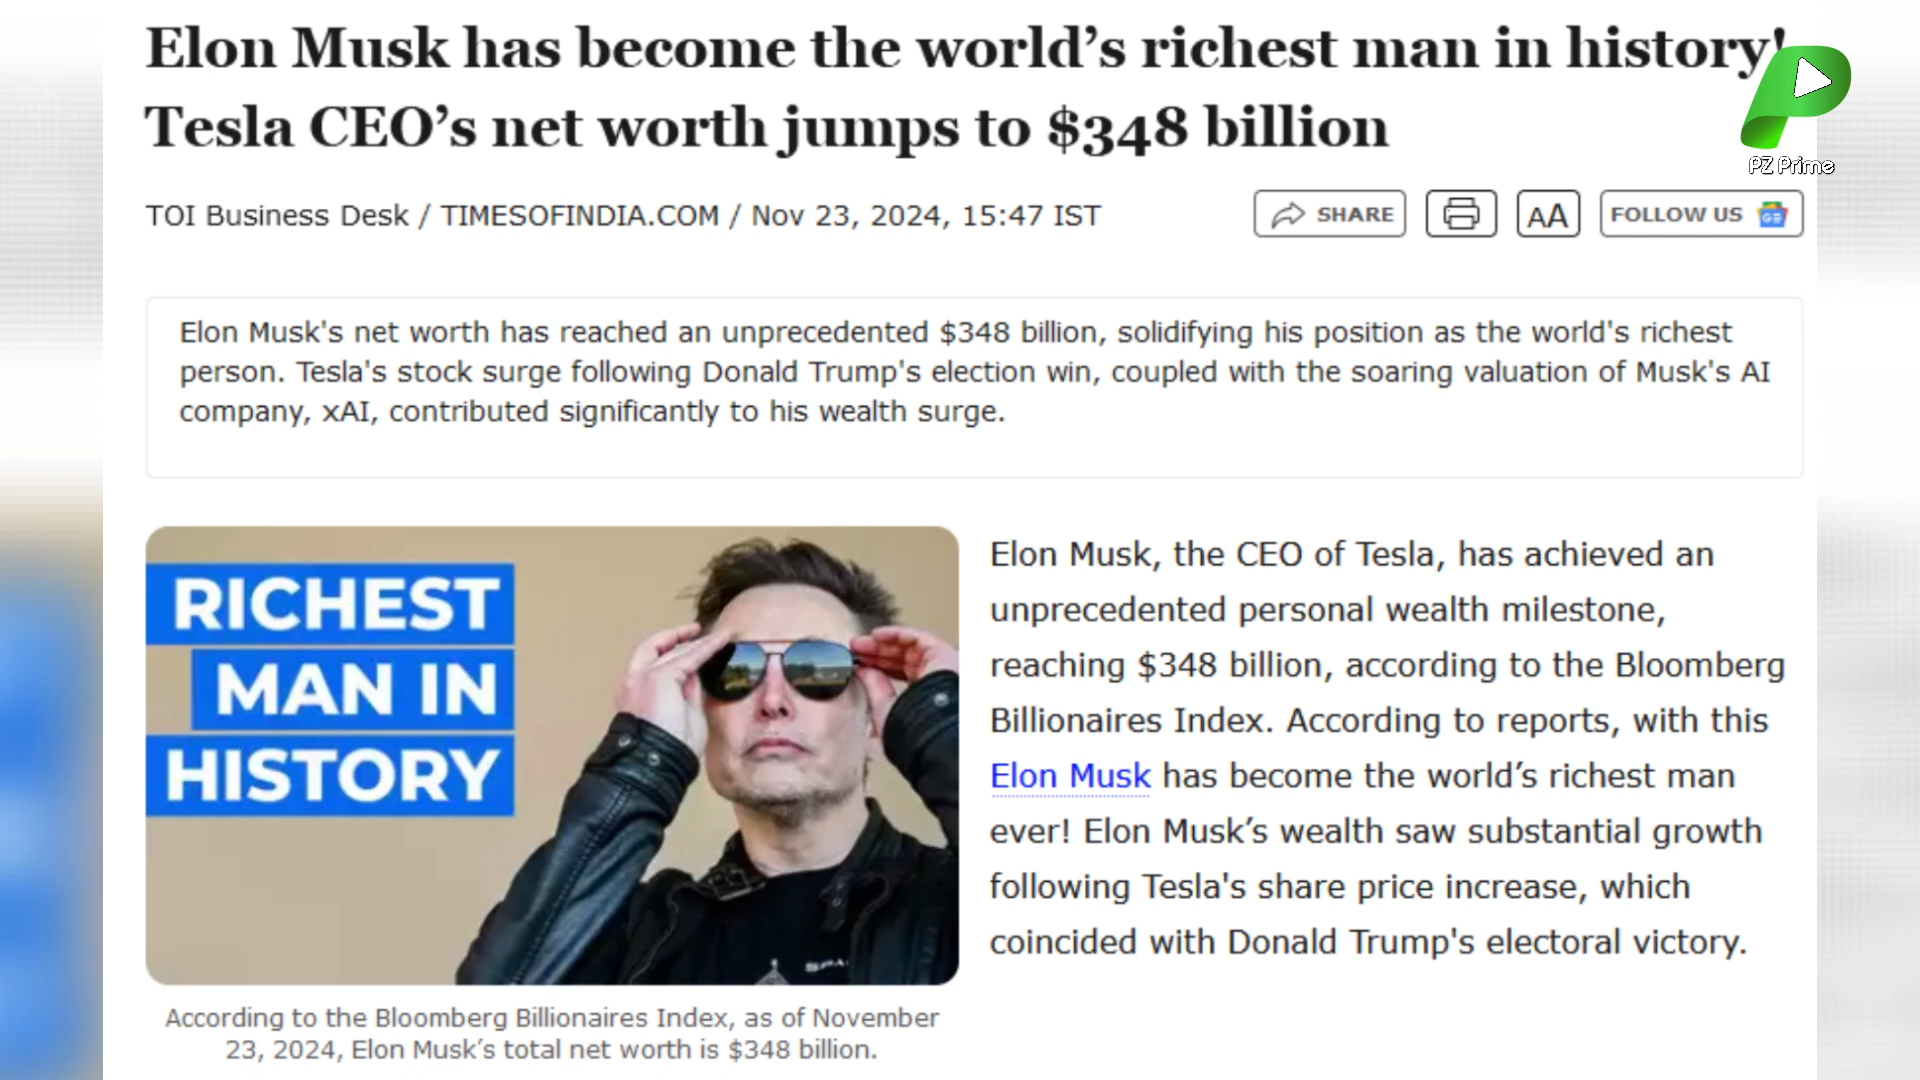 Elon Musk has become the world’s richest man in history!
Tesla CEO’s net worth jumps to $348 billion
PZ Prime
TOI Business Desk / TIMESOFINDIA.COM / Nov 23, 2024, 15:47 IST
SHARE
AA
FOLLOW US
Elon Musk's net worth has reached an unprecedented $348 billion, solidifying his position as the world's richest
person. Tesla's stock surge following Donald Trump's election win, coupled with the soaring valuation of Musk's AI
company, xAI, contributed significantly to his wealth surge.
RICHEST
MAN IN
HISTORY
Elon Musk, the CEO of Tesla, has achieved an
unprecedented personal wealth milestone,
reaching $348 billion, according to the Bloomberg
Billionaires Index. According to reports, with this
Elon Musk has become the world’s richest man
ever! Elon Musk’s wealth saw substantial growth
following Tesla's share price increase, which
coincided with Donald Trump's electoral victory.
According to the Bloomberg Billionaires Index, as of November
23, 2024, Elon Musk’s total net worth is $348 billion.